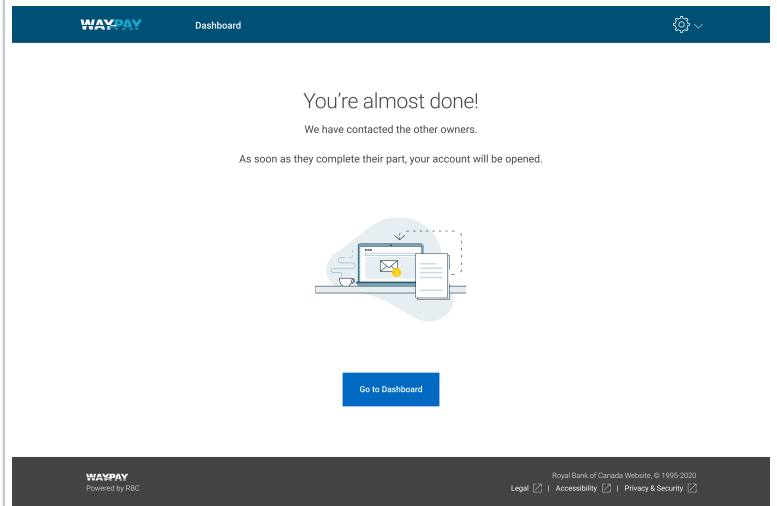 WAYPAY
Dashboard
You’re almost done!
We have contacted the other owners.
As soon as they complete their part, your account will be opened.
2
Go to Dashboard
WAYPAY
Powered by RBC
Royal Bank of Canada Website, © 1995-2020
Legal | Accessibility | Privacy & Security